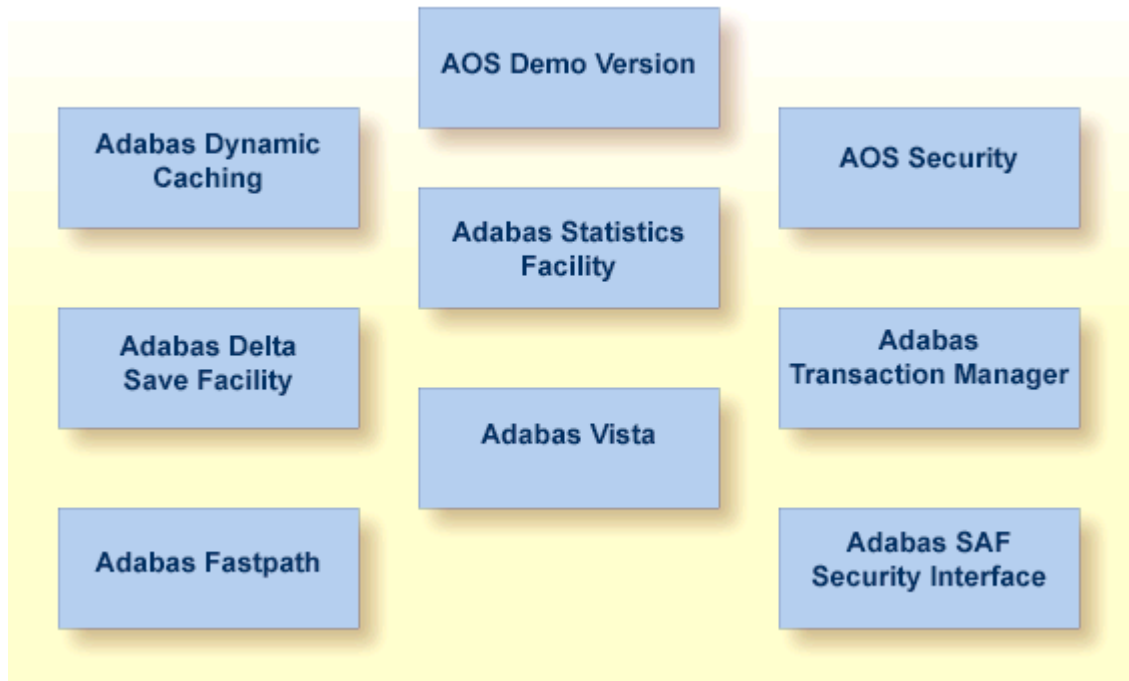 AOS Demo Version
Adabas Dynamic
Caching
AOS Security
Adabas Statistics
Facility
Adabas Delta
Save Facility
Adabas
Transaction Manager
Adabas Vista
Adabas Fastpath
Adabas SAF
Security Interface